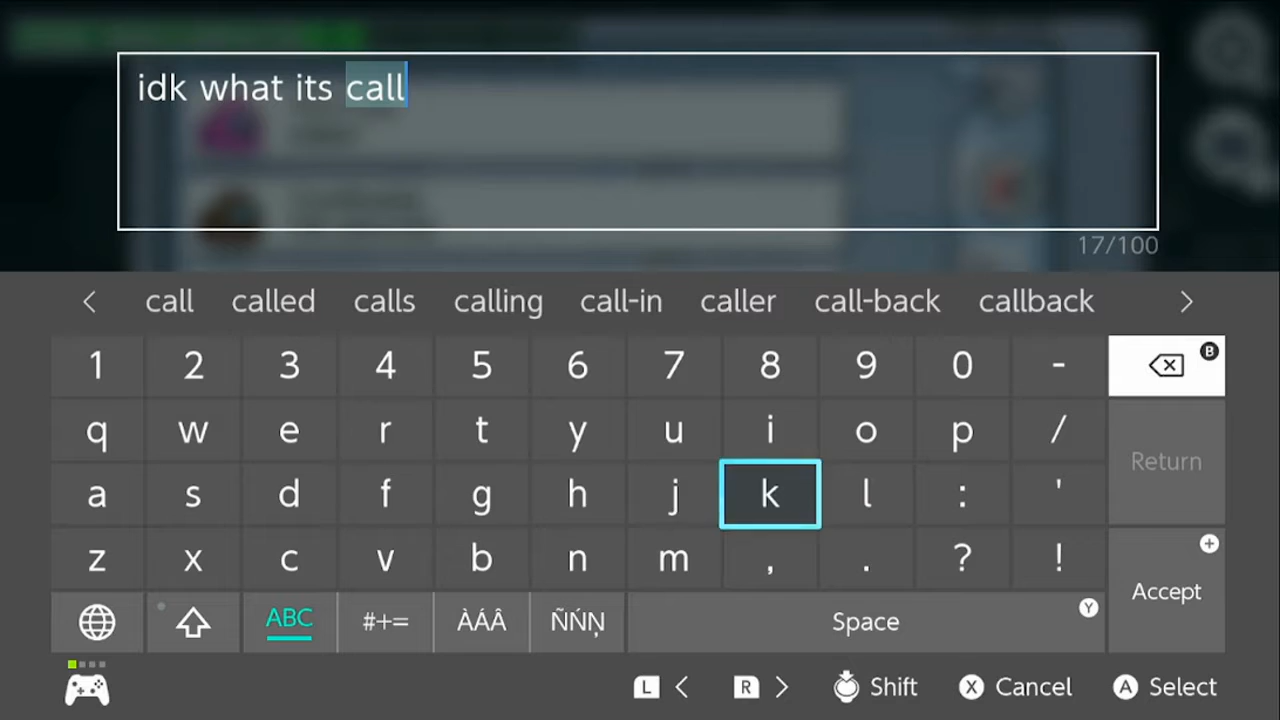 idk what its call
17/100
< call called calls calling call-in caller call-back callback >
1 2 3 4 5 6 7 8 9 0 - B
q w e r t y u i o p /
Return
a s d f g h j k l : '
z x c v b n m , . ? !
+
Accept
ABC #+= ÀÁÂ ÑŃŅ Space Y
L < R > Shift X Cancel A Select